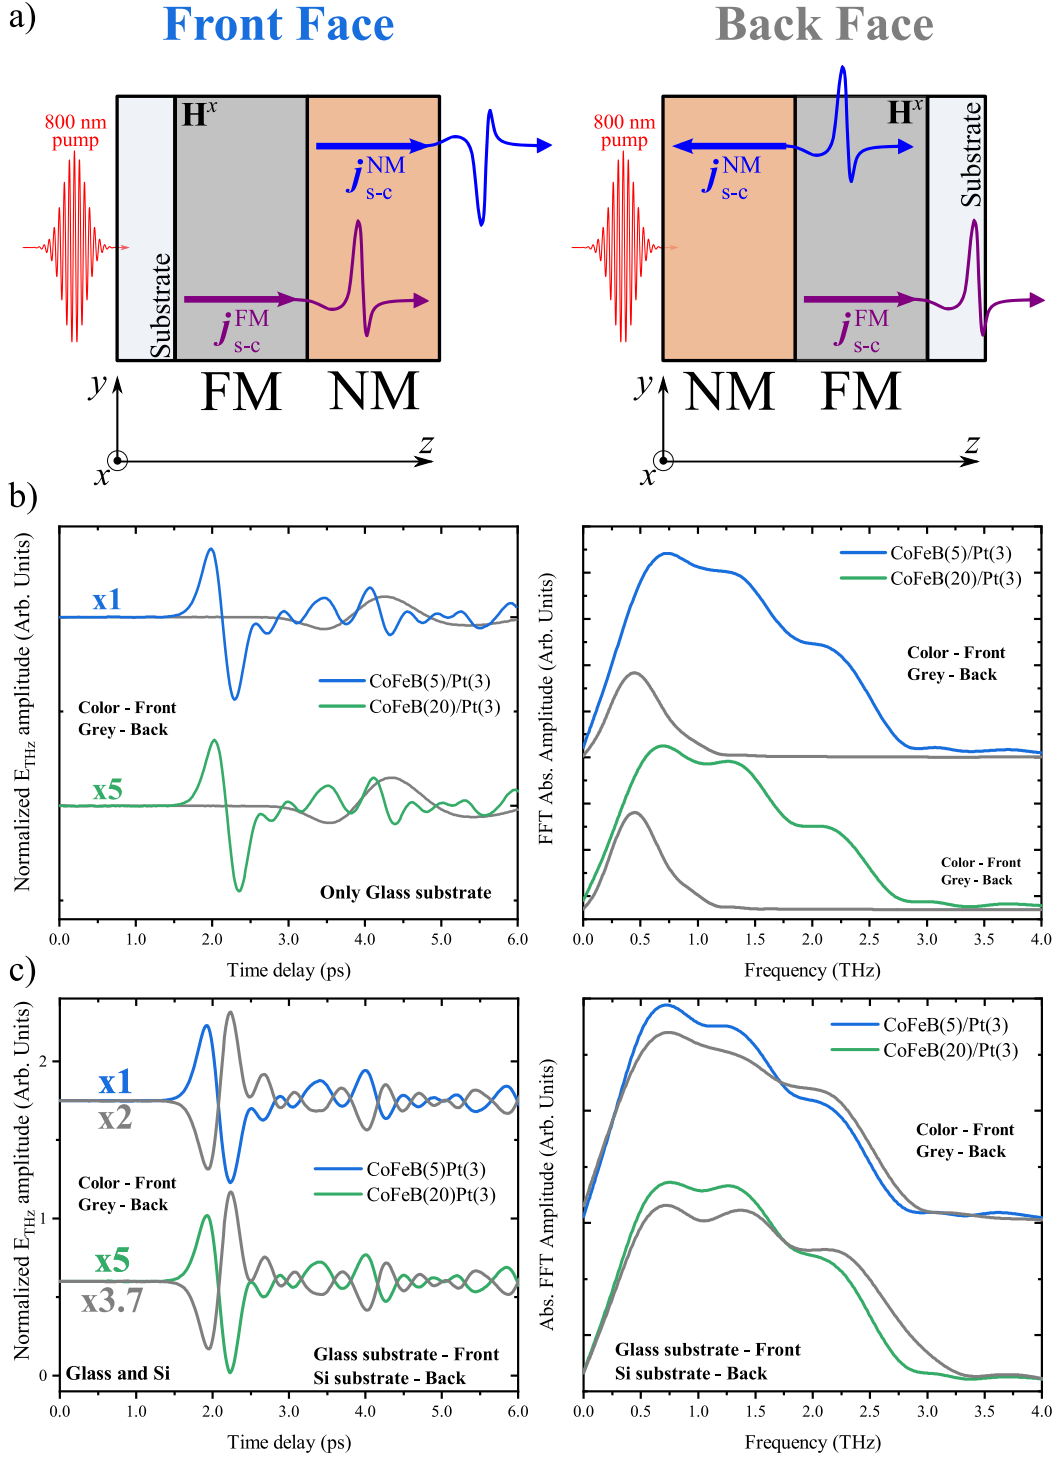 a)
Front Face
Back Face
800 nm
pump
H^x
j_s-c^NM
Substrate
j_s-c^FM
FM
NM
y
z
x
800 nm
pump
H^x
j_s-c^NM
Substrate
j_s-c^FM
NM
FM
y
z
x
b)
Normalized E_THz amplitude (Arb. Units)
x1
CoFeB(5)/Pt(3)
CoFeB(20)/Pt(3)
Color - Front
Grey - Back
x5
Only Glass substrate
0.0 1.0 2.0 3.0 4.0 5.0 6.0
Time delay (ps)
FFT Abs. Amplitude (Arb. Units)
CoFeB(5)/Pt(3)
CoFeB(20)/Pt(3)
Color - Front
Grey - Back
Color - Front
Grey - Back
0.0 0.5 1.0 1.5 2.0 2.5 3.0 3.5 4.0
Frequency (THz)
c)
Normalized E_THz amplitude (Arb. Units)
2
1
0
x1
x2
CoFeB(5)Pt(3)
CoFeB(20)Pt(3)
Color - Front
Grey - Back
x5
x3.7
Glass and Si
Glass substrate - Front
Si substrate - Back
0.0 1.0 2.0 3.0 4.0 5.0 6.0
Time delay (ps)
Abs. FFT Amplitude (Arb. Units)
CoFeB(5)/Pt(3)
CoFeB(20)/Pt(3)
Color - Front
Grey - Back
Glass substrate - Front
Si substrate - Back
0.0 0.5 1.0 1.5 2.0 2.5 3.0 3.5 4.0
Frequency (THz)